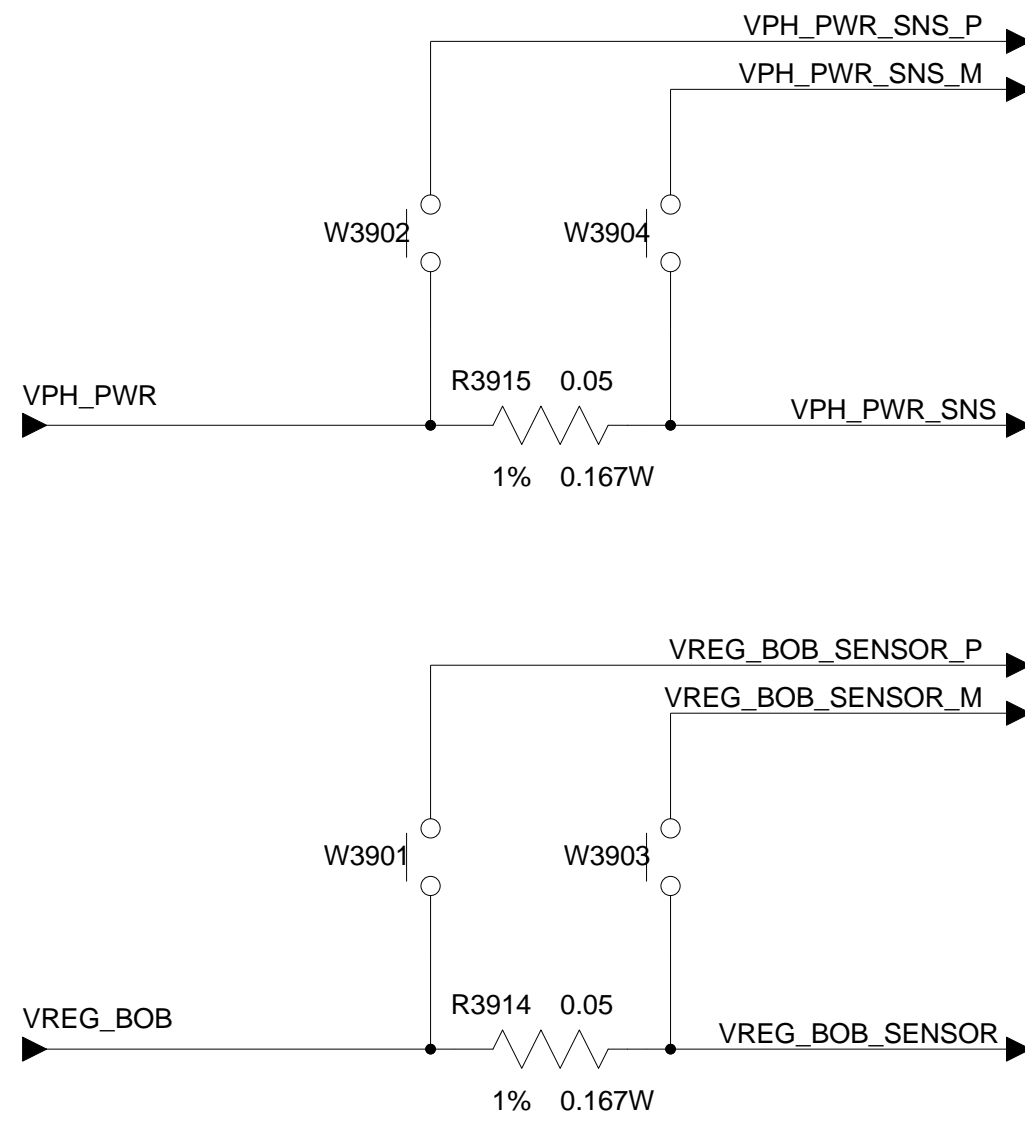 VPH_PWR_SNS_P
VPH_PWR_SNS_M
W3902
W3904
R3915 0.05
VPH_PWR
VPH_PWR_SNS
1% 0.167W
VREG_BOB_SENSOR_P
VREG_BOB_SENSOR_M
W3901
W3903
R3914 0.05
VREG_BOB
VREG_BOB_SENSOR
1% 0.167W